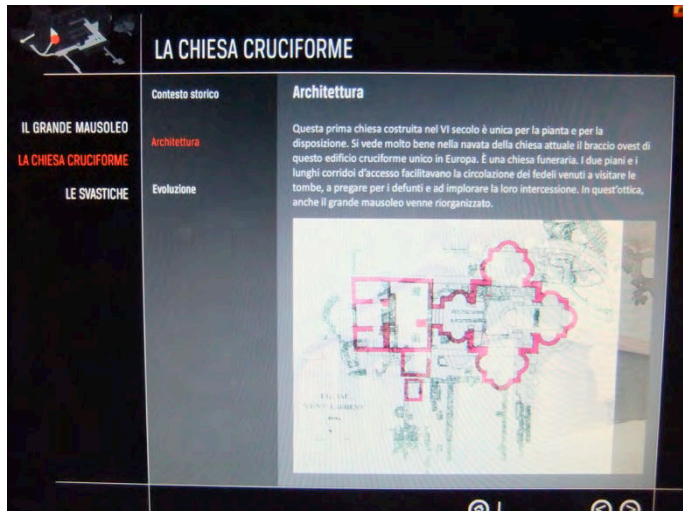 LA CHIESA CRUCIFORME
IL GRANDE MAUSOLEO
LA CHIESA CRUCIFORME
LE SVASTICHE
Contesto storico
Architettura
Evoluzione
Architettura
Questa prima chiesa costruita nel VI secolo è unica per la pianta e per la
disposizione. Si vede molto bene nella navata della chiesa attuale il braccio ovest di
questo edificio cruciforme unico in Europa. È una chiesa funeraria. I due piani e i
lunghi corridoi d'accesso facilitavano la circolazione dei fedeli venuti a visitare le
tombe, a pregare per i defunti e ad implorare la loro intercessione. In quest'ottica,
anche il grande mausoleo venne riorganizzato.